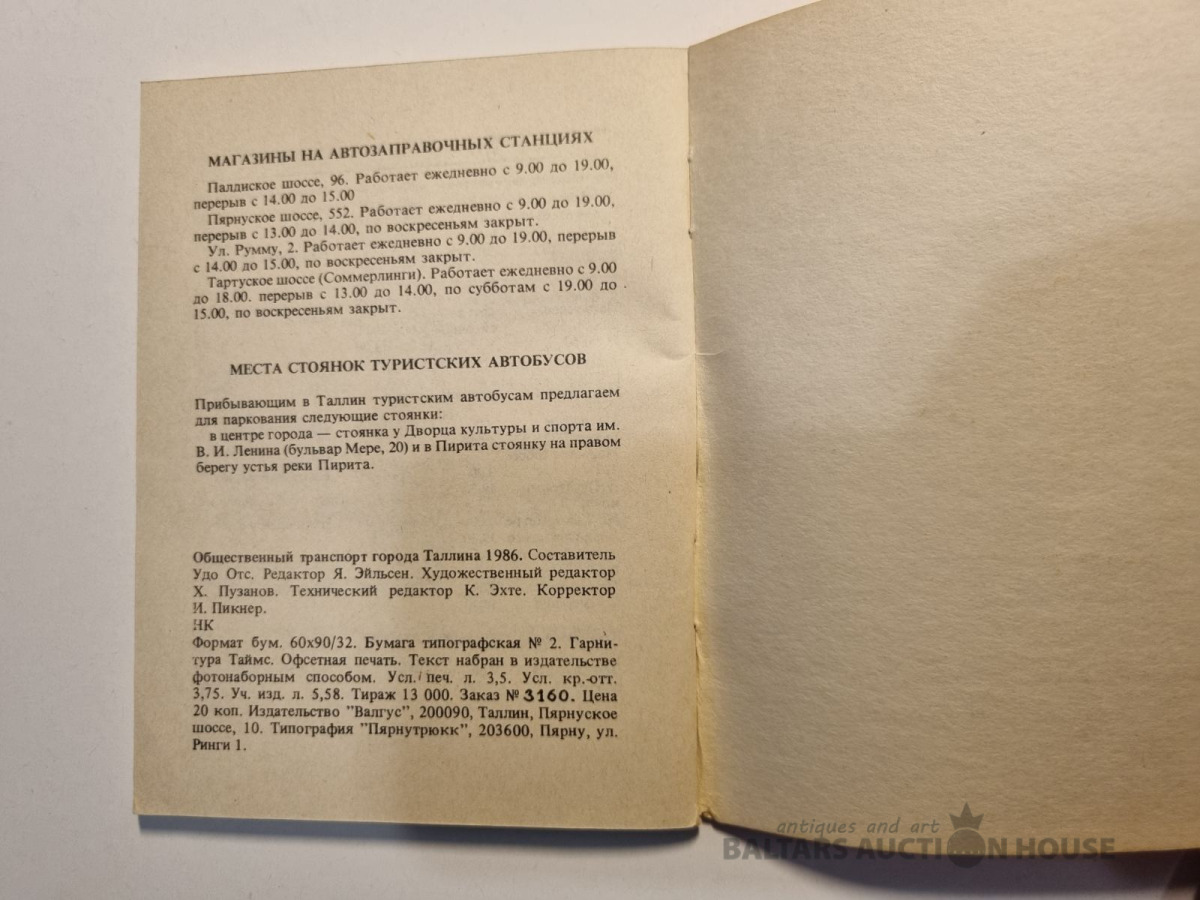 МАГАЗИНЫ НА АВТОЗАПРАВОЧНЫХ СТАНЦИЯХ
Палдиское шоссе, 96. Работает ежедневно с 9.00 до 19.00,
перерыв с 14.00 до 15.00
Пярнуское шоссе, 552. Работает ежедневно с 9.00 до 19.00,
перерыв с 13.00 до 14.00, по воскресеньям закрыт.
Ул. Румму, 2. Работает ежедневно с 9.00 до 19.00, перерыв
с 14.00 до 15.00, по воскресеньям закрыт.
Тартуское шоссе (Соммерлинги). Работает ежедневно с 9.00
до 18.00. перерыв с 13.00 до 14.00, по субботам с 19.00 до
15.00, по воскресеньям закрыт.
МЕСТА СТОЯНОК ТУРИСТСКИХ АВТОБУСОВ
Прибывающим в Таллин туристским автобусам предлагаем
для паркования следующие стоянки:
в центре города — стоянка у Дворца культуры и спорта им.
В. И. Ленина (бульвар Мере, 20) и в Пирита стоянку на правом
берегу устья реки Пирита.
Общественный транспорт города Таллина 1986. Составитель
Удо Отс. Редактор Я. Эйльсен. Художественный редактор
Х. Пузанов. Технический редактор К. Эхте. Корректор
И. Пикнер.
НК
Формат бум. 60х90/32. Бумага типографская № 2. Гарни-
тура Таймс. Офсетная печать. Текст набран в издательстве
фотонаборным способом. Усл. печ. л. 3,5. Усл. кр.-отт.
3,75. Уч. изд. л. 5,58. Тираж 13 000. Заказ № 3160. Цена
20 коп. Издательство "Валгус", 200090, Таллин, Пярнуское
шоссе, 10. Типография "Пярнутрюкк", 203600, Пярну, ул.
Ринги 1.
antiques and art
BALTARS AUCTION HOUSE